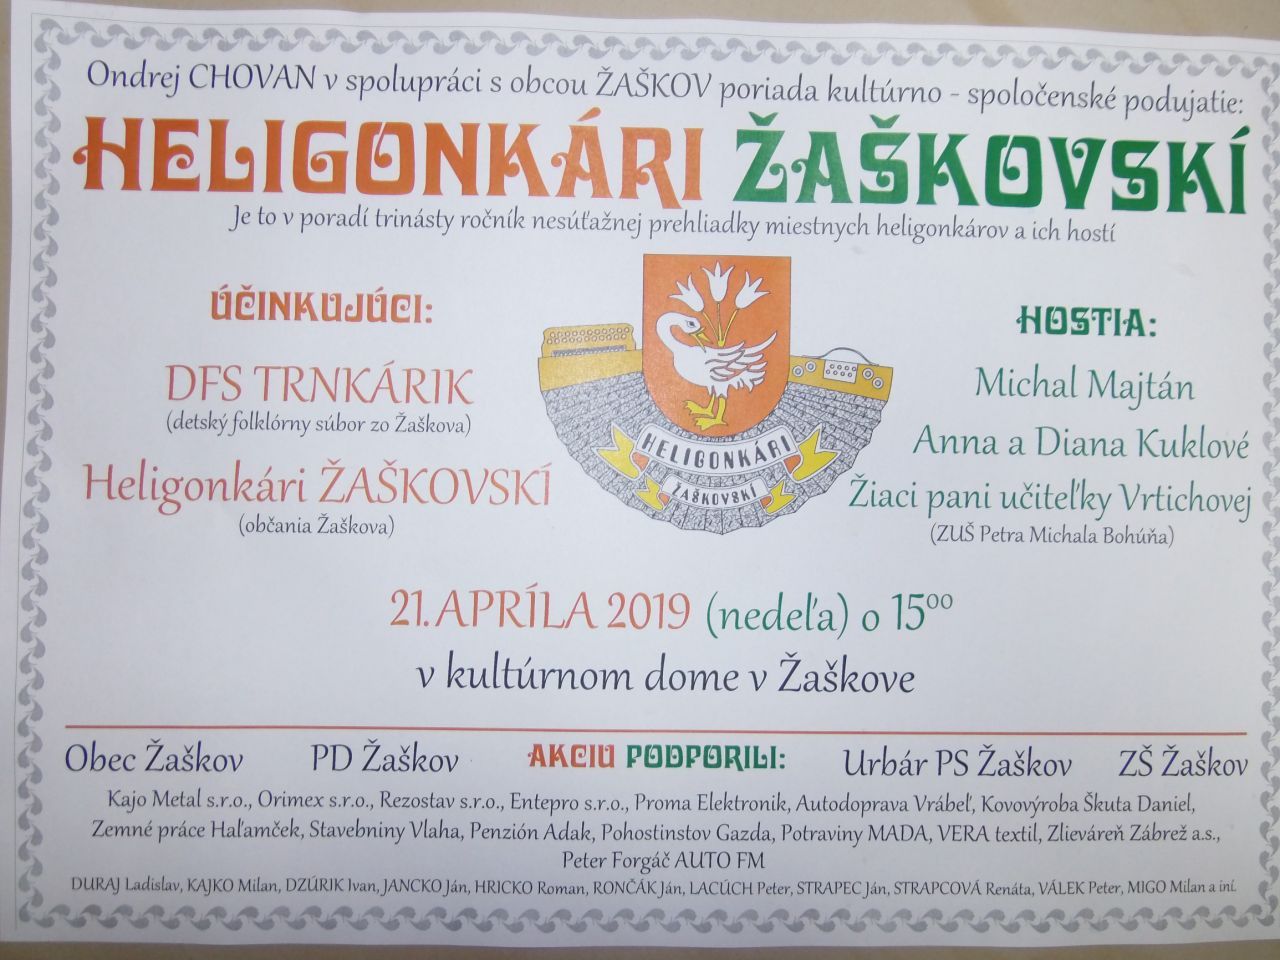 Ondrej CHOVAN v spolupráci s obcou ŽAŠKOV poriada kultúrno - spoločenské podujatie:
HELIGONKÁRI ŽAŠKOVSKÍ
Je to v poradí trinásty ročník nesúťažnej prehliadky miestnych heligonkárov a ich hostí
ÚČINKUJÚCI:
DFS TRNKÁRIK
(detský folklórny súbor zo Žaškova)
Heligonkári ŽAŠKOVSKÍ
(občania Žaškova)
HELIGONKÁRI
ŽAŠKOVSKÍ
HOSTIA:
Michal Majtán
Anna a Diana Kuklové
Žiaci pani učiteľky Vrtichovej
(ZUŠ Petra Michala Bohúňa)
21. APRÍLA 2019 (nedeľa) o 15⁰⁰
v kultúrnom dome v Žaškove
Obec Žaškov PD Žaškov AKCIU PODPORILI: Urbár PS Žaškov ZŠ Žaškov
Kajo Metal s.r.o., Orimex s.r.o., Rezostav s.r.o., Entepro s.r.o., Proma Elektronik, Autodoprava Vrábeľ, Kovovýroba Škuta Daniel,
Zemné práce Haľamček, Stavebniny Vlaha, Penzión Adak, Pohostinstov Gazda, Potraviny MADA, VERA textil, Zlieváreň Zábrež a.s.,
Peter Forgáč AUTO FM
DURAJ Ladislav, KAJKO Milan, DZÚRIK Ivan, JANCKO Ján, HRICKO Roman, RONČÁK Ján, LACÚCH Peter, STRAPEC Ján, STRAPCOVÁ Renáta, VÁLEK Peter, MIGO Milan a iní.